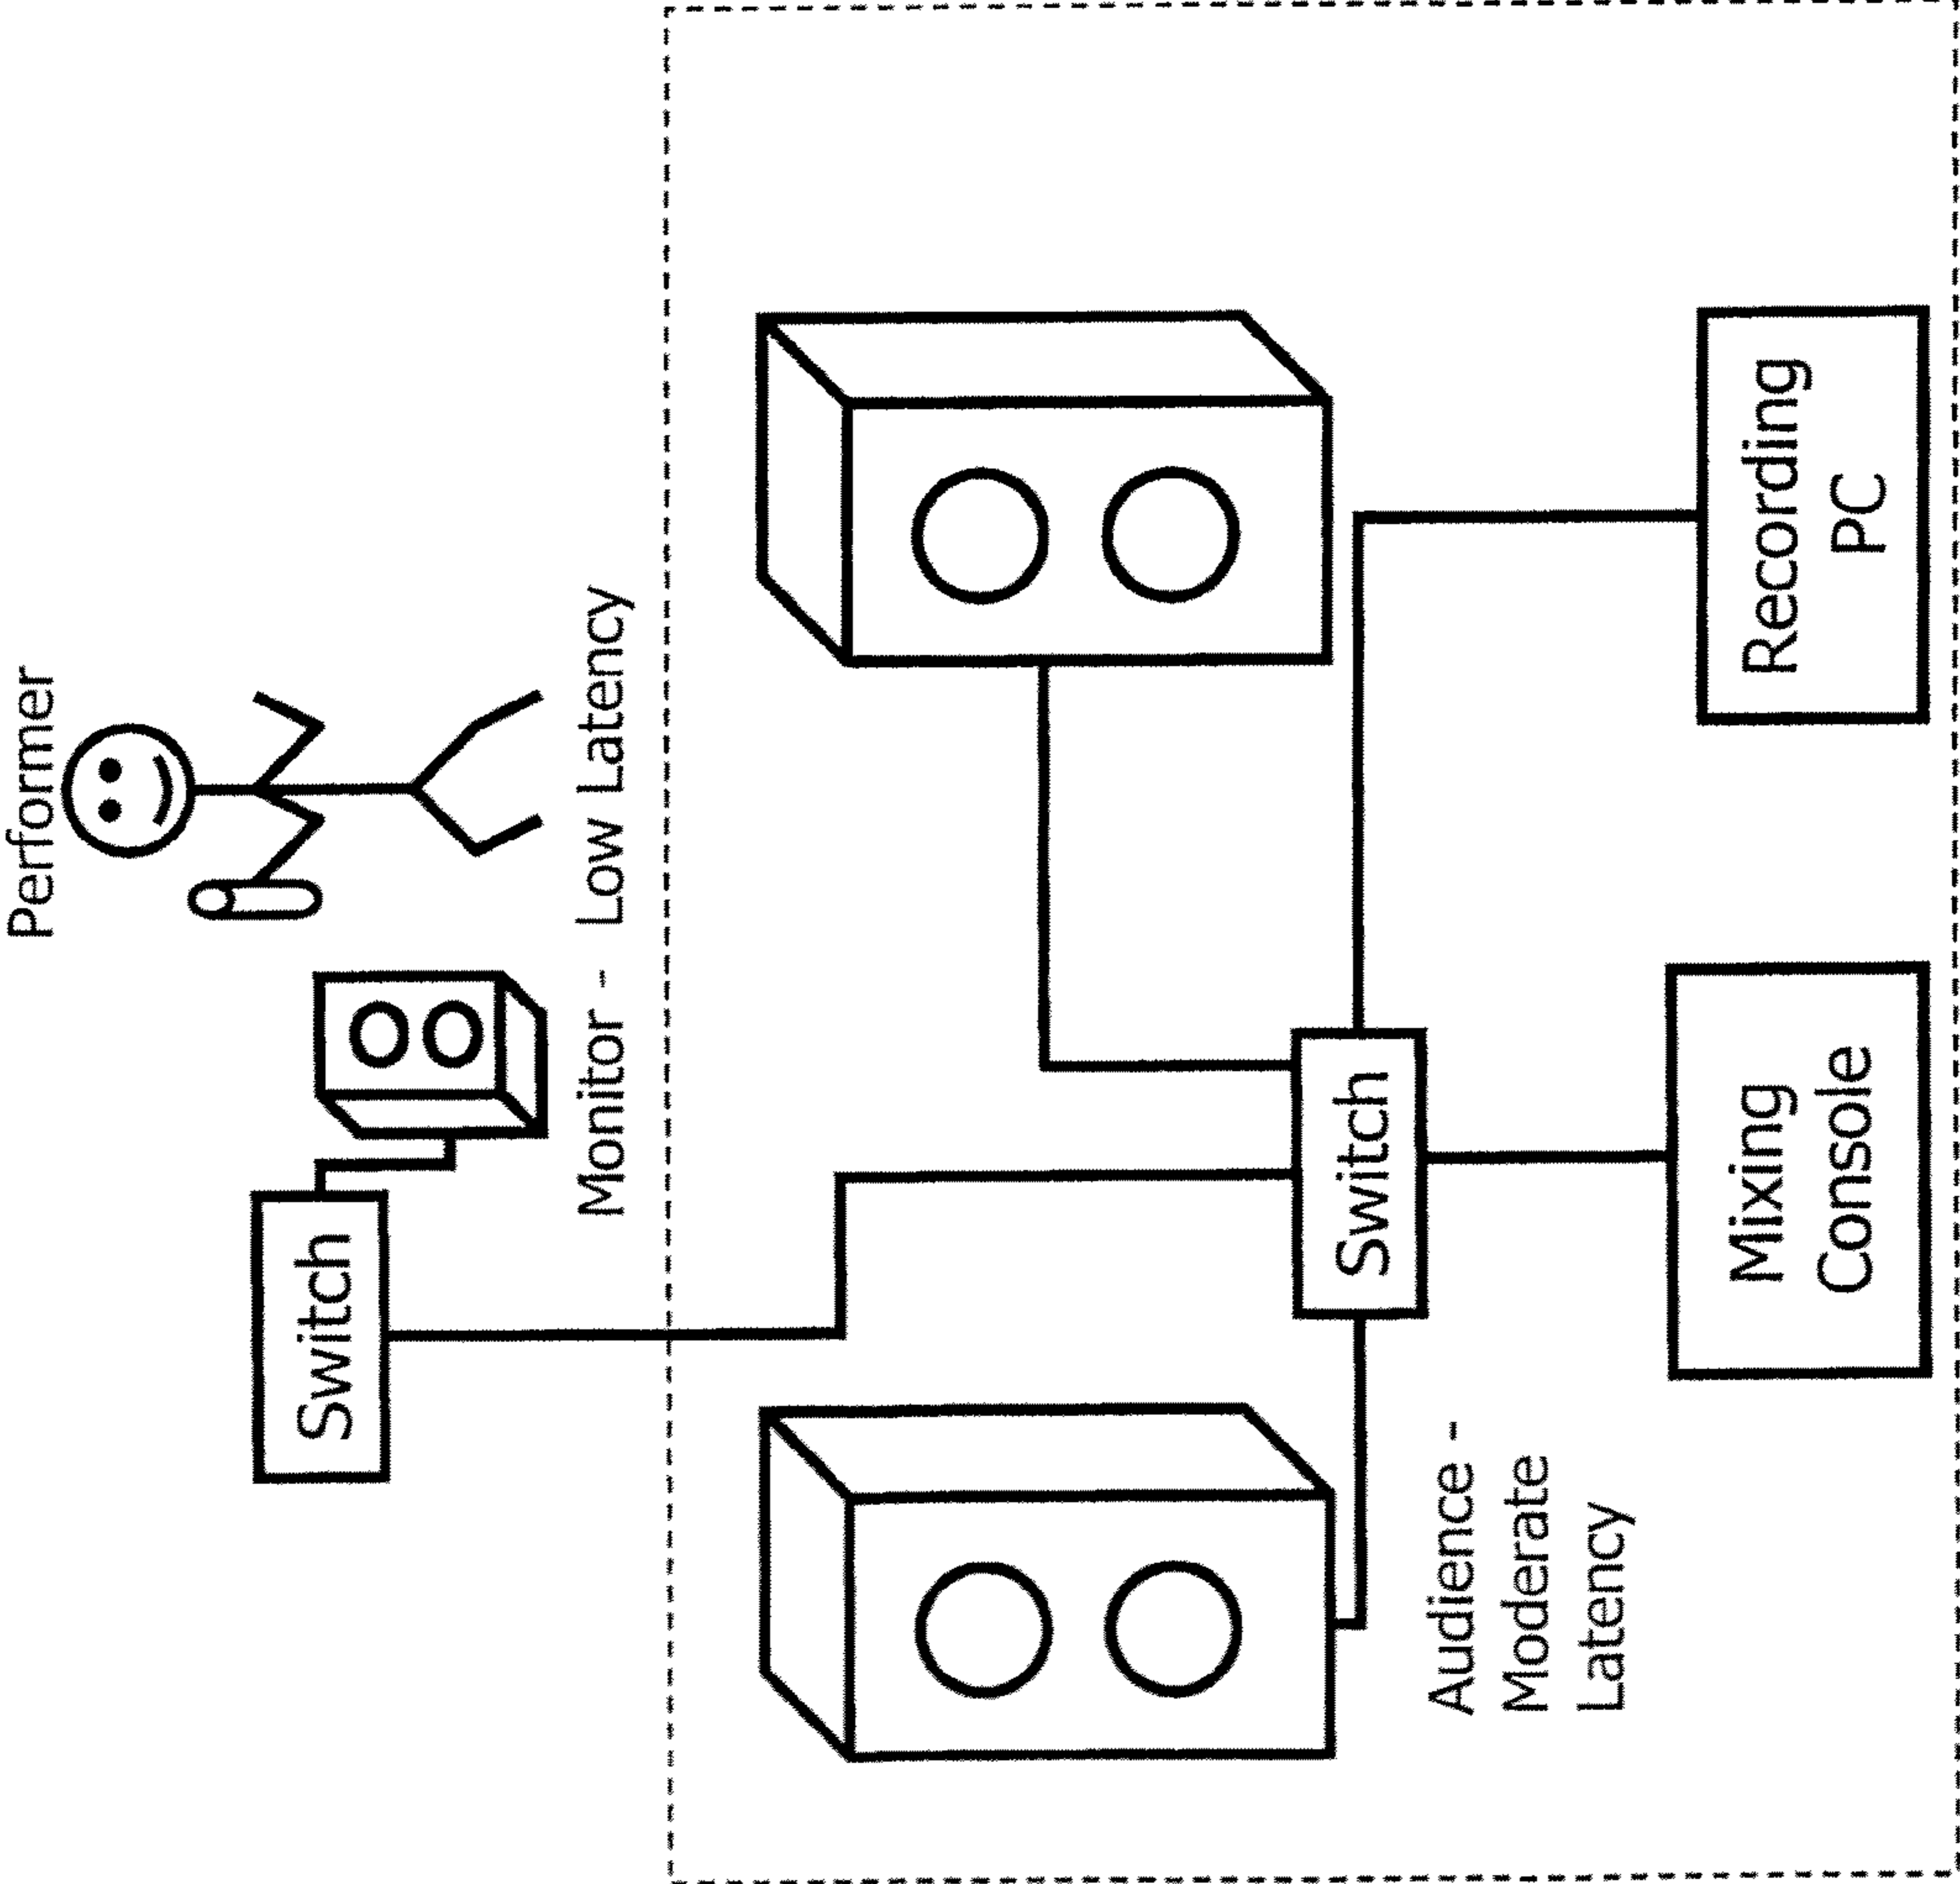 Performer
Switch
Monitor - Low Latency
Switch
Audience -
Moderate
Latency
Mixing
Console
Recording
PC